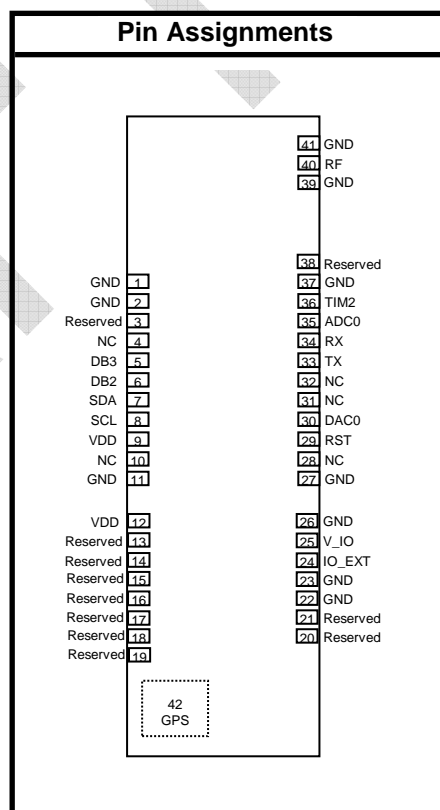 Pin Assignments
41 GND
40 RF
39 GND
38 Reserved
GND 1
37 GND
GND 2
36 TIM2
Reserved 3
35 ADC0
NC 4
34 RX
DB3 5
33 TX
DB2 6
32 NC
SDA 7
31 NC
SCL 8
30 DAC0
VDD 9
29 RST
NC 10
28 NC
GND 11
27 GND
VDD 12
26 GND
Reserved 13
25 V_IO
Reserved 14
24 IO_EXT
Reserved 15
23 GND
Reserved 16
22 GND
Reserved 17
21 Reserved
Reserved 18
20 Reserved
Reserved 19
42
GPS